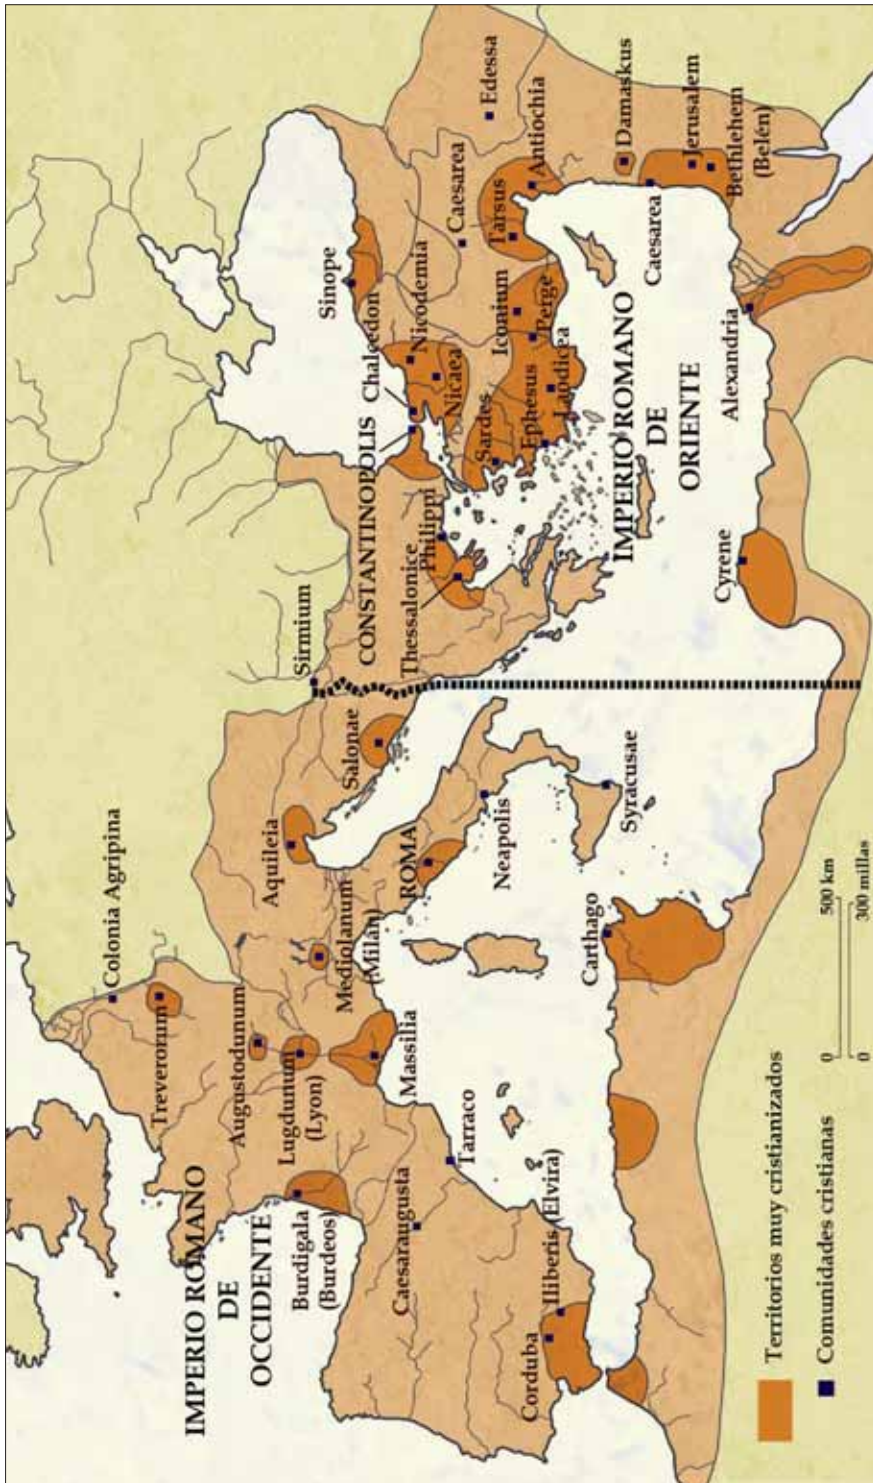 IMPERIO ROMANO
DE
OCCIDENTE
Colonia Agripina
Treverorum
Augustodunum
Lugdunum
(Lyon)
Burdigala
(Burdeos)
Massilia
Mediolanum
(Milán)
Aquileia
Salonae
Sirmium
ROMA
Neapolis
Syracusae
Caesaraugusta
Tarraco
Corduba
Iliberis (Elvira)
Carthago
CONSTANTINOPOLIS
Thessalonice
Philippi
Chalcedon
Nicodemia
Nicaea
Sinope
Sardes
Ephesus
Laodicea
Iconium
Perge
Caesarea
Tarsus
Edessa
Antiochia
Damaskus
Jerusalem
Bethlehem
(Belén)
Caesarea
Alexandria
Cyrene
IMPERIO ROMANO
DE
ORIENTE
Territorios muy cristianizados
Comunidades cristianas
0 500 km
0 300 millas